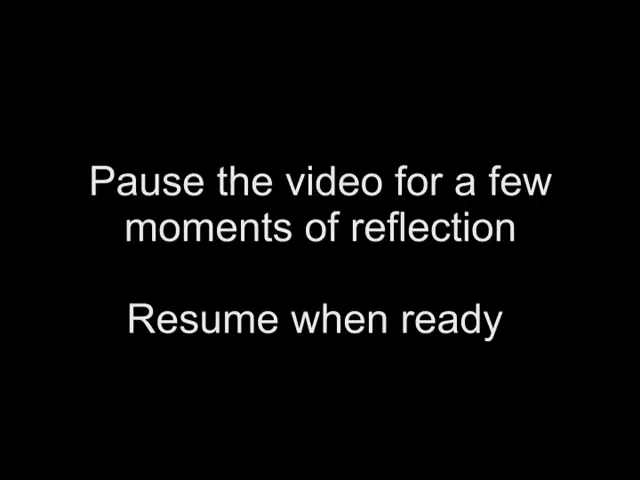 Pause the video for a few
moments of reflection
Resume when ready